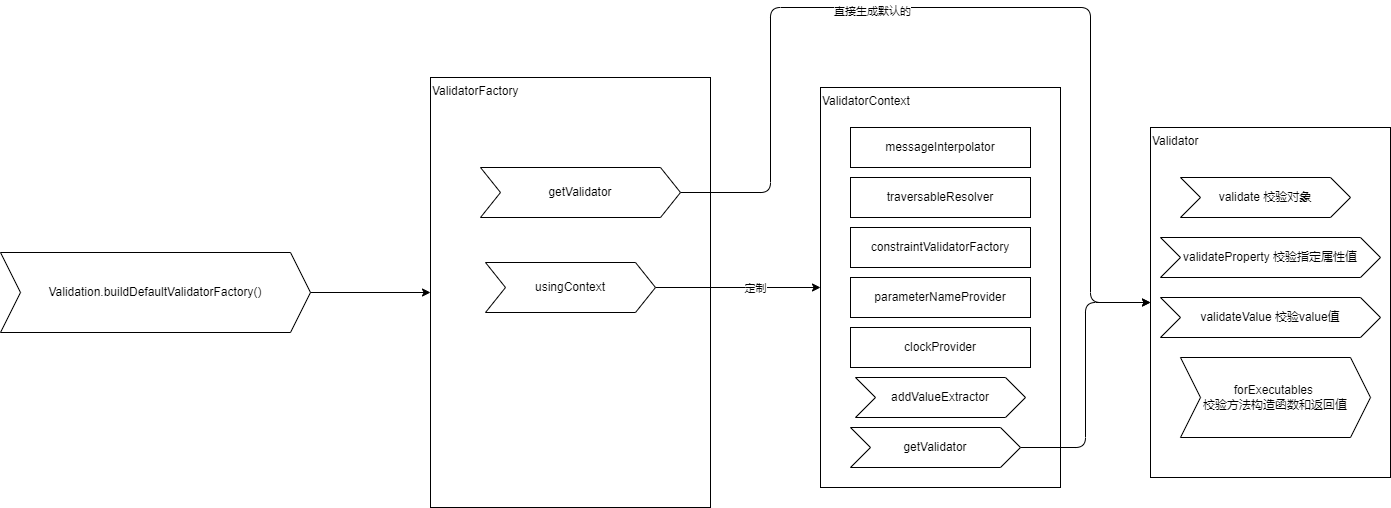 直接生成默认的
ValidatorFactory
getValidator
usingContext
Validation.buildDefaultValidatorFactory()
定制
ValidatorContext
messageInterpolator
traversableResolver
constraintValidatorFactory
parameterNameProvider
clockProvider
addValueExtractor
getValidator
Validator
validate 校验对象
validateProperty 校验指定属性值
validateValue 校验value值
forExecutables
校验方法构造函数和返回值